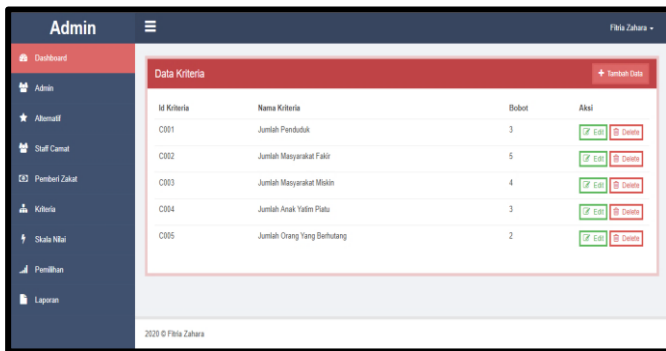 Admin
Fitria Zahara
Dashboard
Admin
Alternatif
Staff Camat
Pemberi Zakat
Kriteria
Skala Nilai
Pemilihan
Laporan
Data Kriteria
Tambah Data
Id Kriteria Nama Kriteria Bobot Aksi
C001 Jumlah Penduduk 3 Edit Delete
C002 Jumlah Masyarakat Fakir 5 Edit Delete
C003 Jumlah Masyarakat Miskin 4 Edit Delete
C004 Jumlah Anak Yatim Piatu 3 Edit Delete
C005 Jumlah Orang Yang Berhutang 2 Edit Delete
2020 © Fitria Zahara